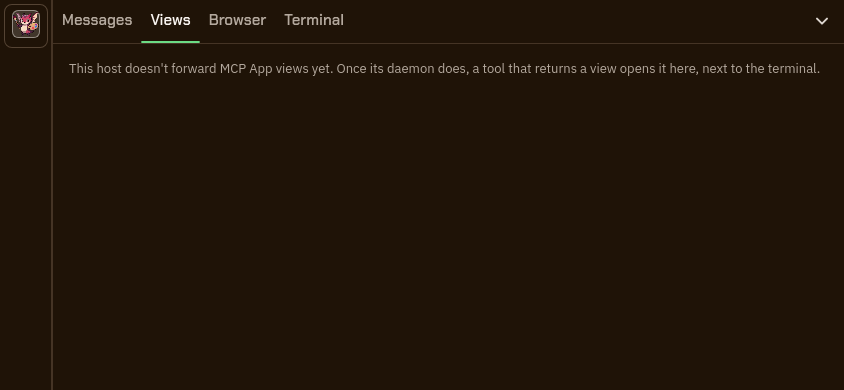 Messages Views Browser Terminal
This host doesn't forward MCP App views yet. Once its daemon does, a tool that returns a view opens it here, next to the terminal.